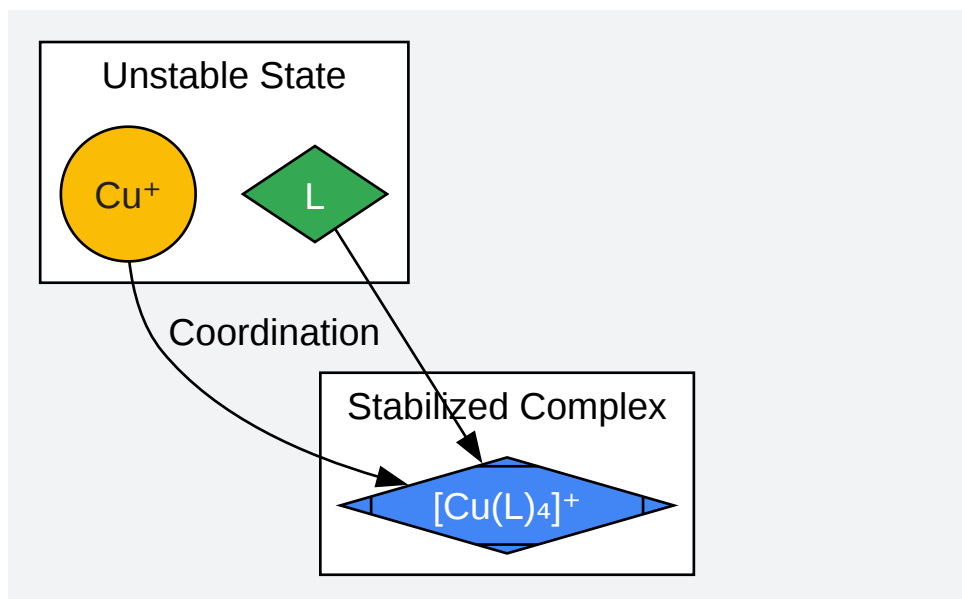 Unstable State
Cu⁺
L
Coordination
Stabilized Complex
[Cu(L)₄]⁺